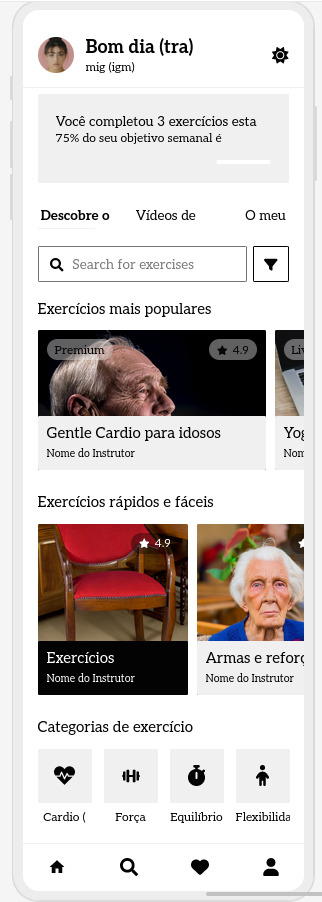 Bom dia (tra)
mig (igm)
Você completou 3 exercícios esta
75% do seu objetivo semanal é
Descobre o Vídeos de O meu
Search for exercises
Exercícios mais populares
Premium 4.9 Liv
Gentle Cardio para idosos Yog
Nome do Instrutor Nom
Exercícios rápidos e fáceis
4.9
Exercícios Armas e reforç
Nome do Instrutor Nome do Instrutor
Categorias de exercício
Cardio ( Força Equilíbrio Flexibilida